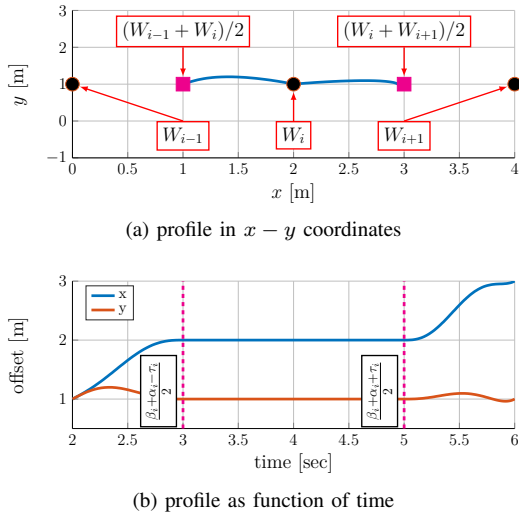 3
2
1
0
−1
y [m]
(W_{i−1} + W_i)/2
(W_i + W_{i+1})/2
W_{i−1}
W_i
W_{i+1}
0 0.5 1 1.5 2 2.5 3 3.5 4
x [m]
(a) profile in x − y coordinates
3
2
1
offset [m]
x
y
\frac{β_i+α_i−τ_i}{2}
\frac{β_i+α_i+τ_i}{2}
2 2.5 3 3.5 4 4.5 5 5.5 6
time [sec]
(b) profile as function of time